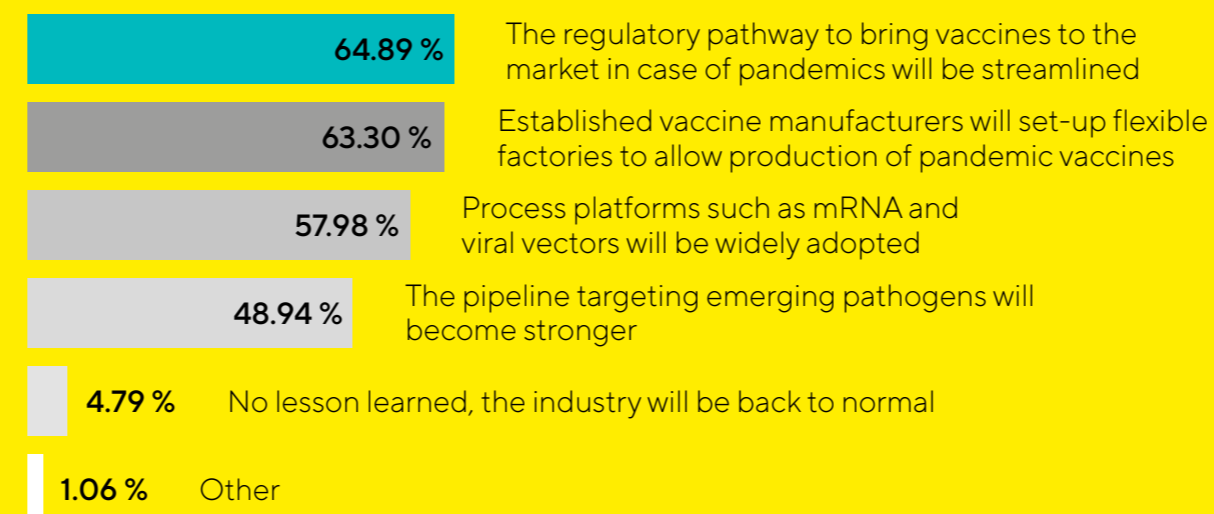 64.89 %
The regulatory pathway to bring vaccines to the
market in case of pandemics will be streamlined
63.30 %
Established vaccine manufacturers will set-up flexible
factories to allow production of pandemic vaccines
57.98 %
Process platforms such as mRNA and
viral vectors will be widely adopted
48.94 %
The pipeline targeting emerging pathogens will
become stronger
4.79 % No lesson learned, the industry will be back to normal
1.06 % Other